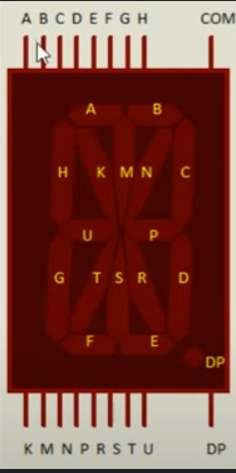 A B C D E F G H COM
A B
H K M N C
U P
G T S R D
F E
DP
K M N P R S T U DP